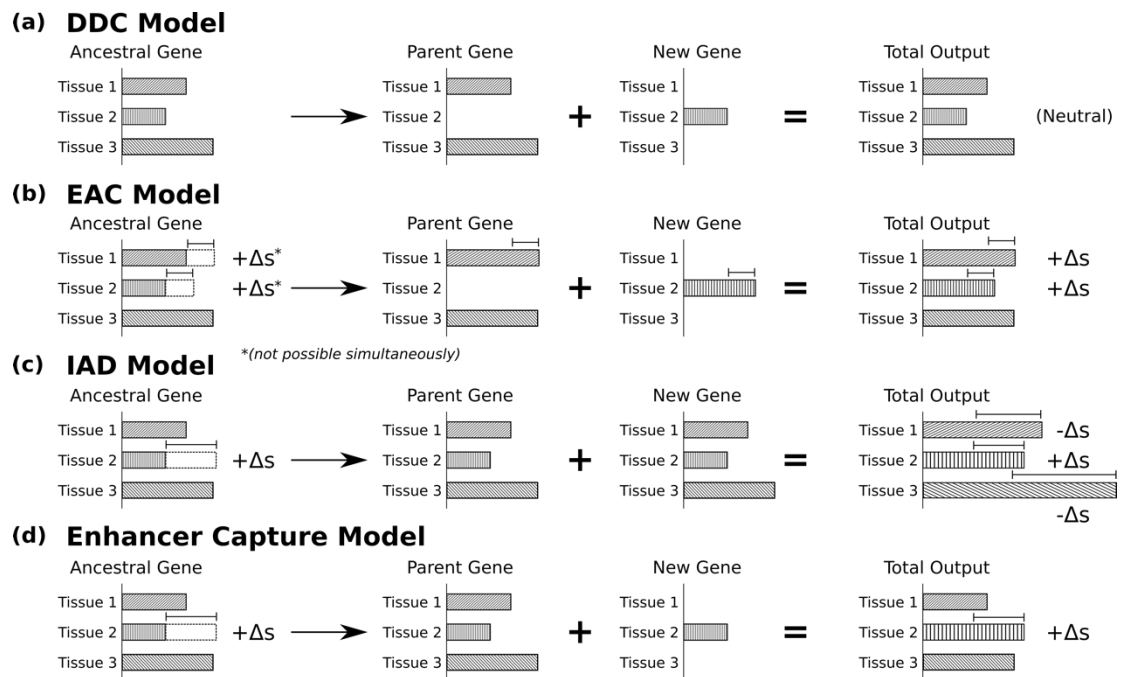 (a) DDC Model
Ancestral Gene Parent Gene New Gene Total Output
Tissue 1 Tissue 1 Tissue 1 Tissue 1
Tissue 2 Tissue 2 + Tissue 2 = Tissue 2 (Neutral)
Tissue 3 Tissue 3 Tissue 3 Tissue 3
(b) EAC Model
Ancestral Gene Parent Gene New Gene Total Output
Tissue 1 +Δs* Tissue 1 Tissue 1 Tissue 1 +Δs
Tissue 2 +Δs* Tissue 2 + Tissue 2 = Tissue 2 +Δs
Tissue 3 Tissue 3 Tissue 3 Tissue 3
*(not possible simultaneously)
(c) IAD Model
Ancestral Gene Parent Gene New Gene Total Output
Tissue 1 Tissue 1 Tissue 1 Tissue 1 -Δs
Tissue 2 +Δs Tissue 2 + Tissue 2 = Tissue 2 +Δs
Tissue 3 Tissue 3 Tissue 3 Tissue 3
-Δs
(d) Enhancer Capture Model
Ancestral Gene Parent Gene New Gene Total Output
Tissue 1 Tissue 1 Tissue 1 Tissue 1
Tissue 2 +Δs Tissue 2 + Tissue 2 = Tissue 2 +Δs
Tissue 3 Tissue 3 Tissue 3 Tissue 3